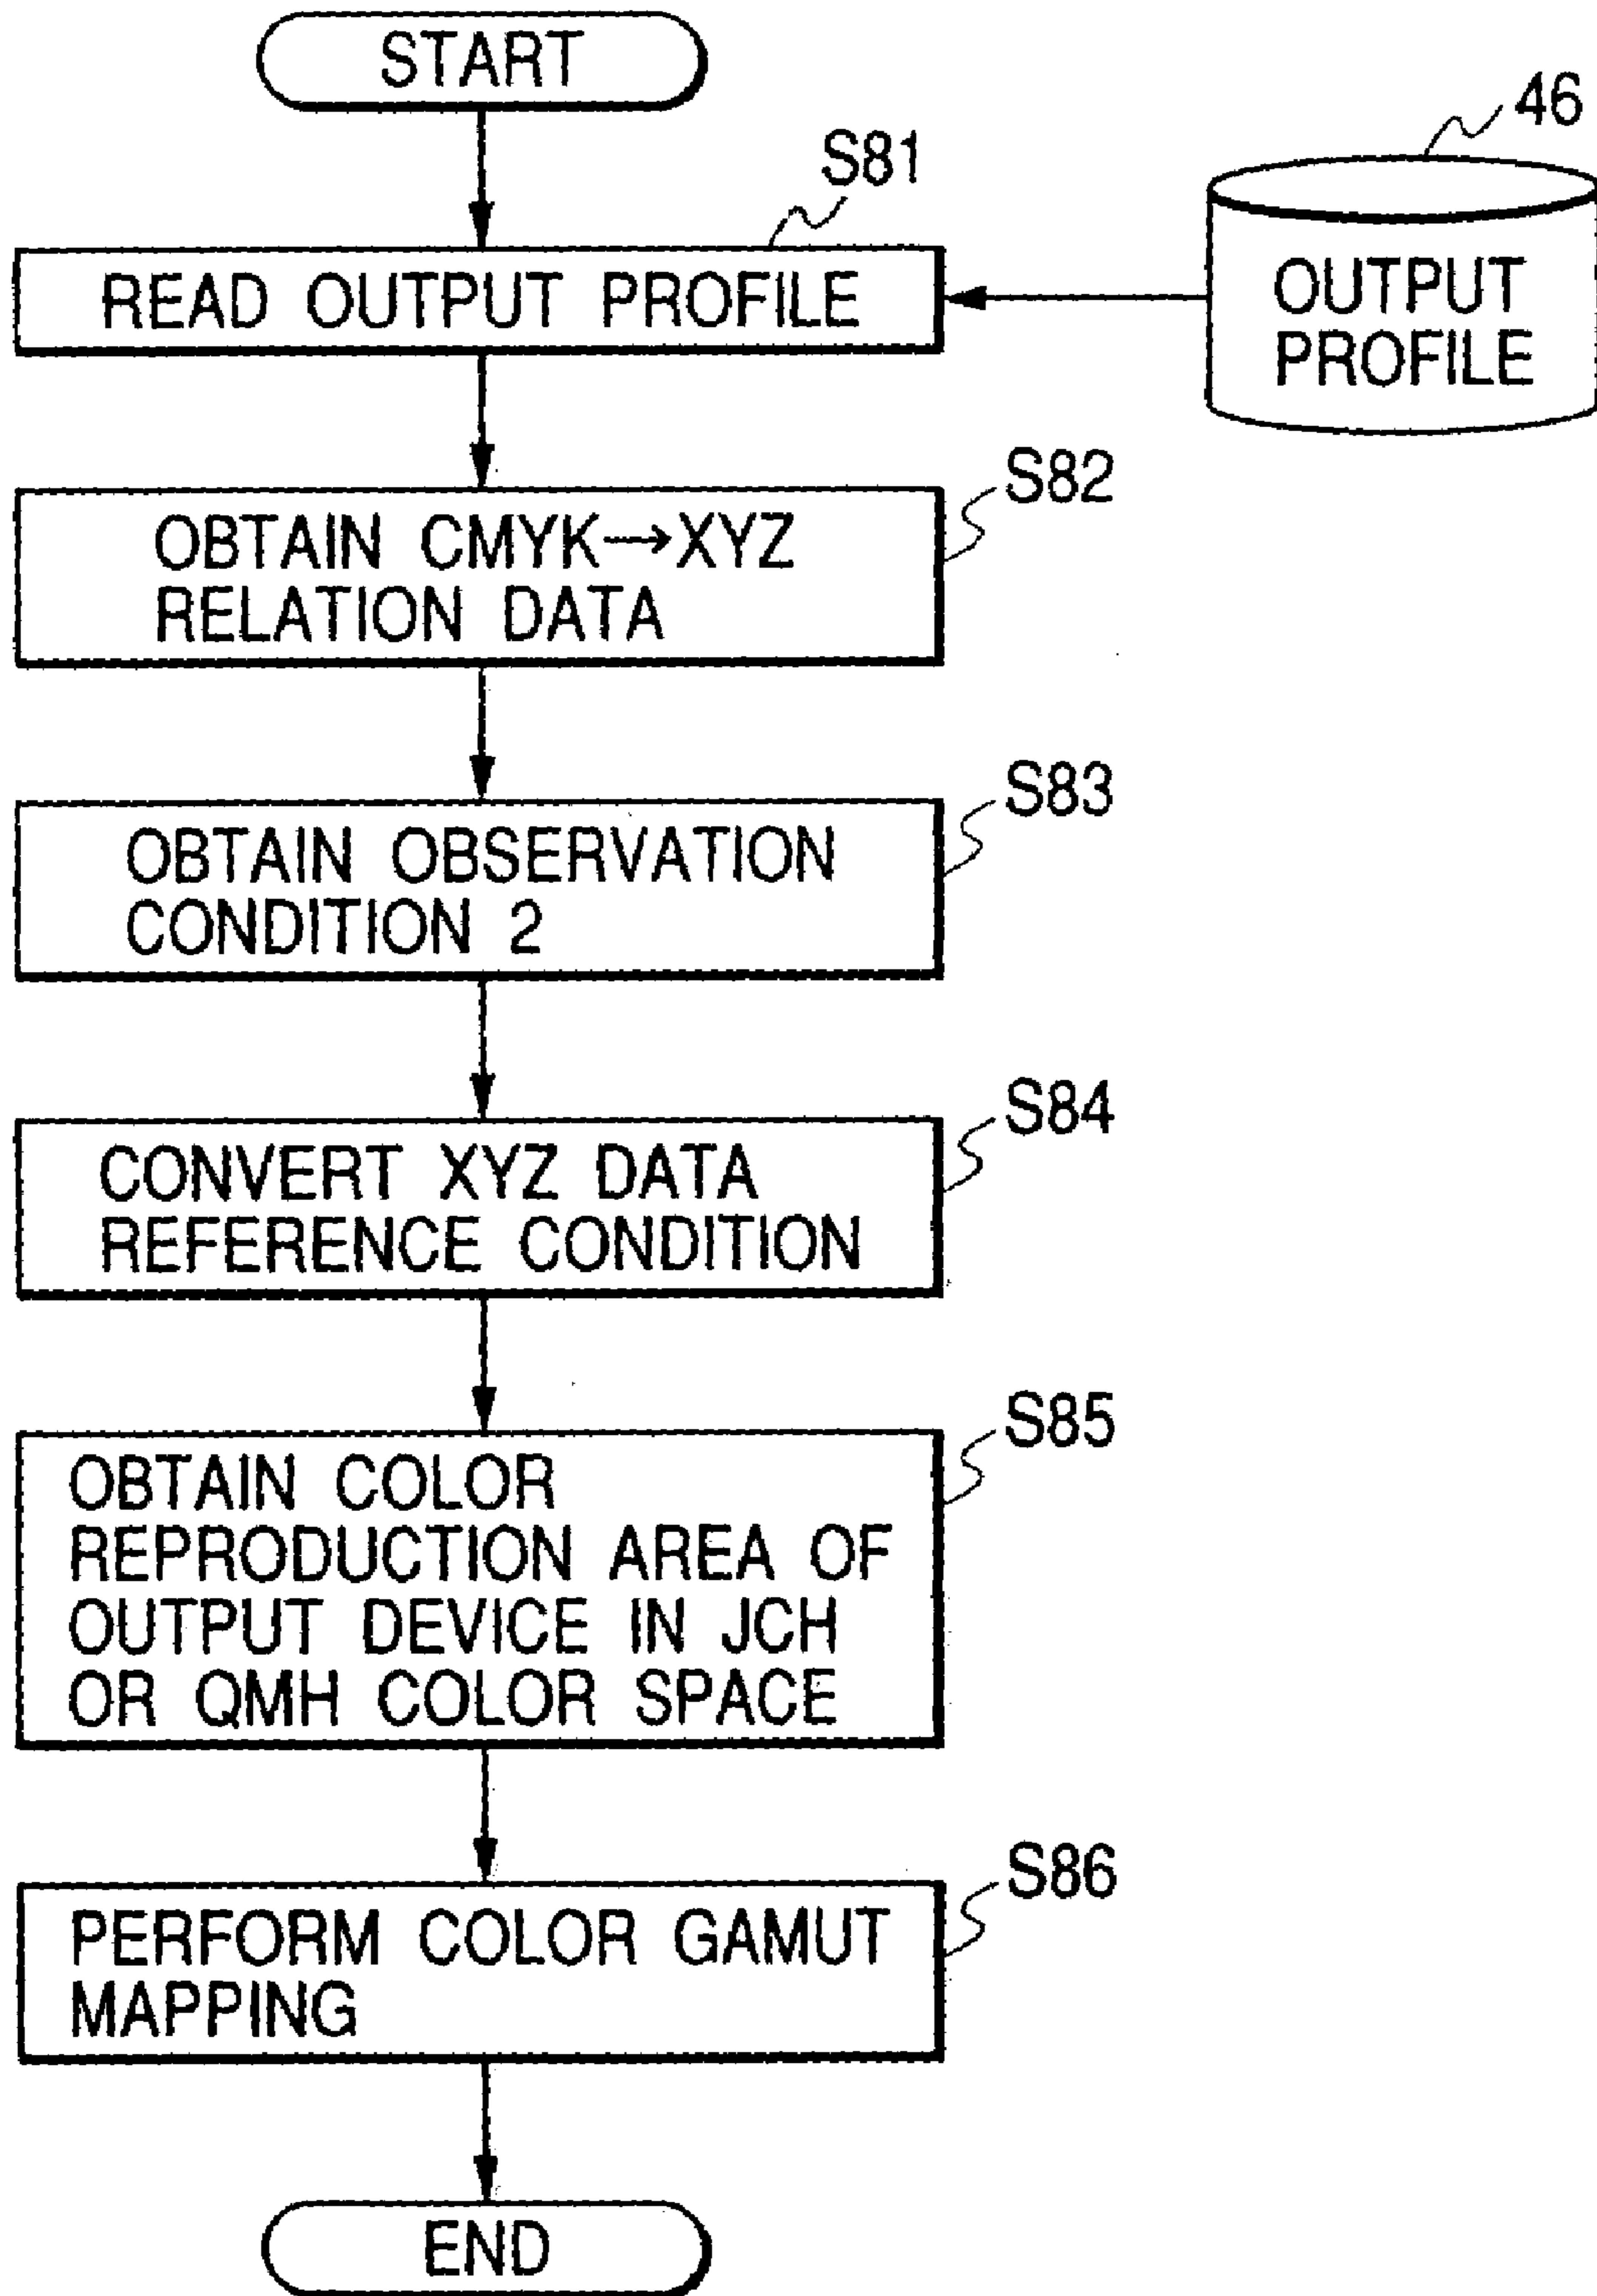 START
46
S81
READ OUTPUT PROFILE
OUTPUT
PROFILE
S82
OBTAIN CMYK→XYZ
RELATION DATA
S83
OBTAIN OBSERVATION
CONDITION 2
S84
CONVERT XYZ DATA
REFERENCE CONDITION
S85
OBTAIN COLOR
REPRODUCTION AREA OF
OUTPUT DEVICE IN JCH
OR QMH COLOR SPACE
S86
PERFORM COLOR GAMUT
MAPPING
END